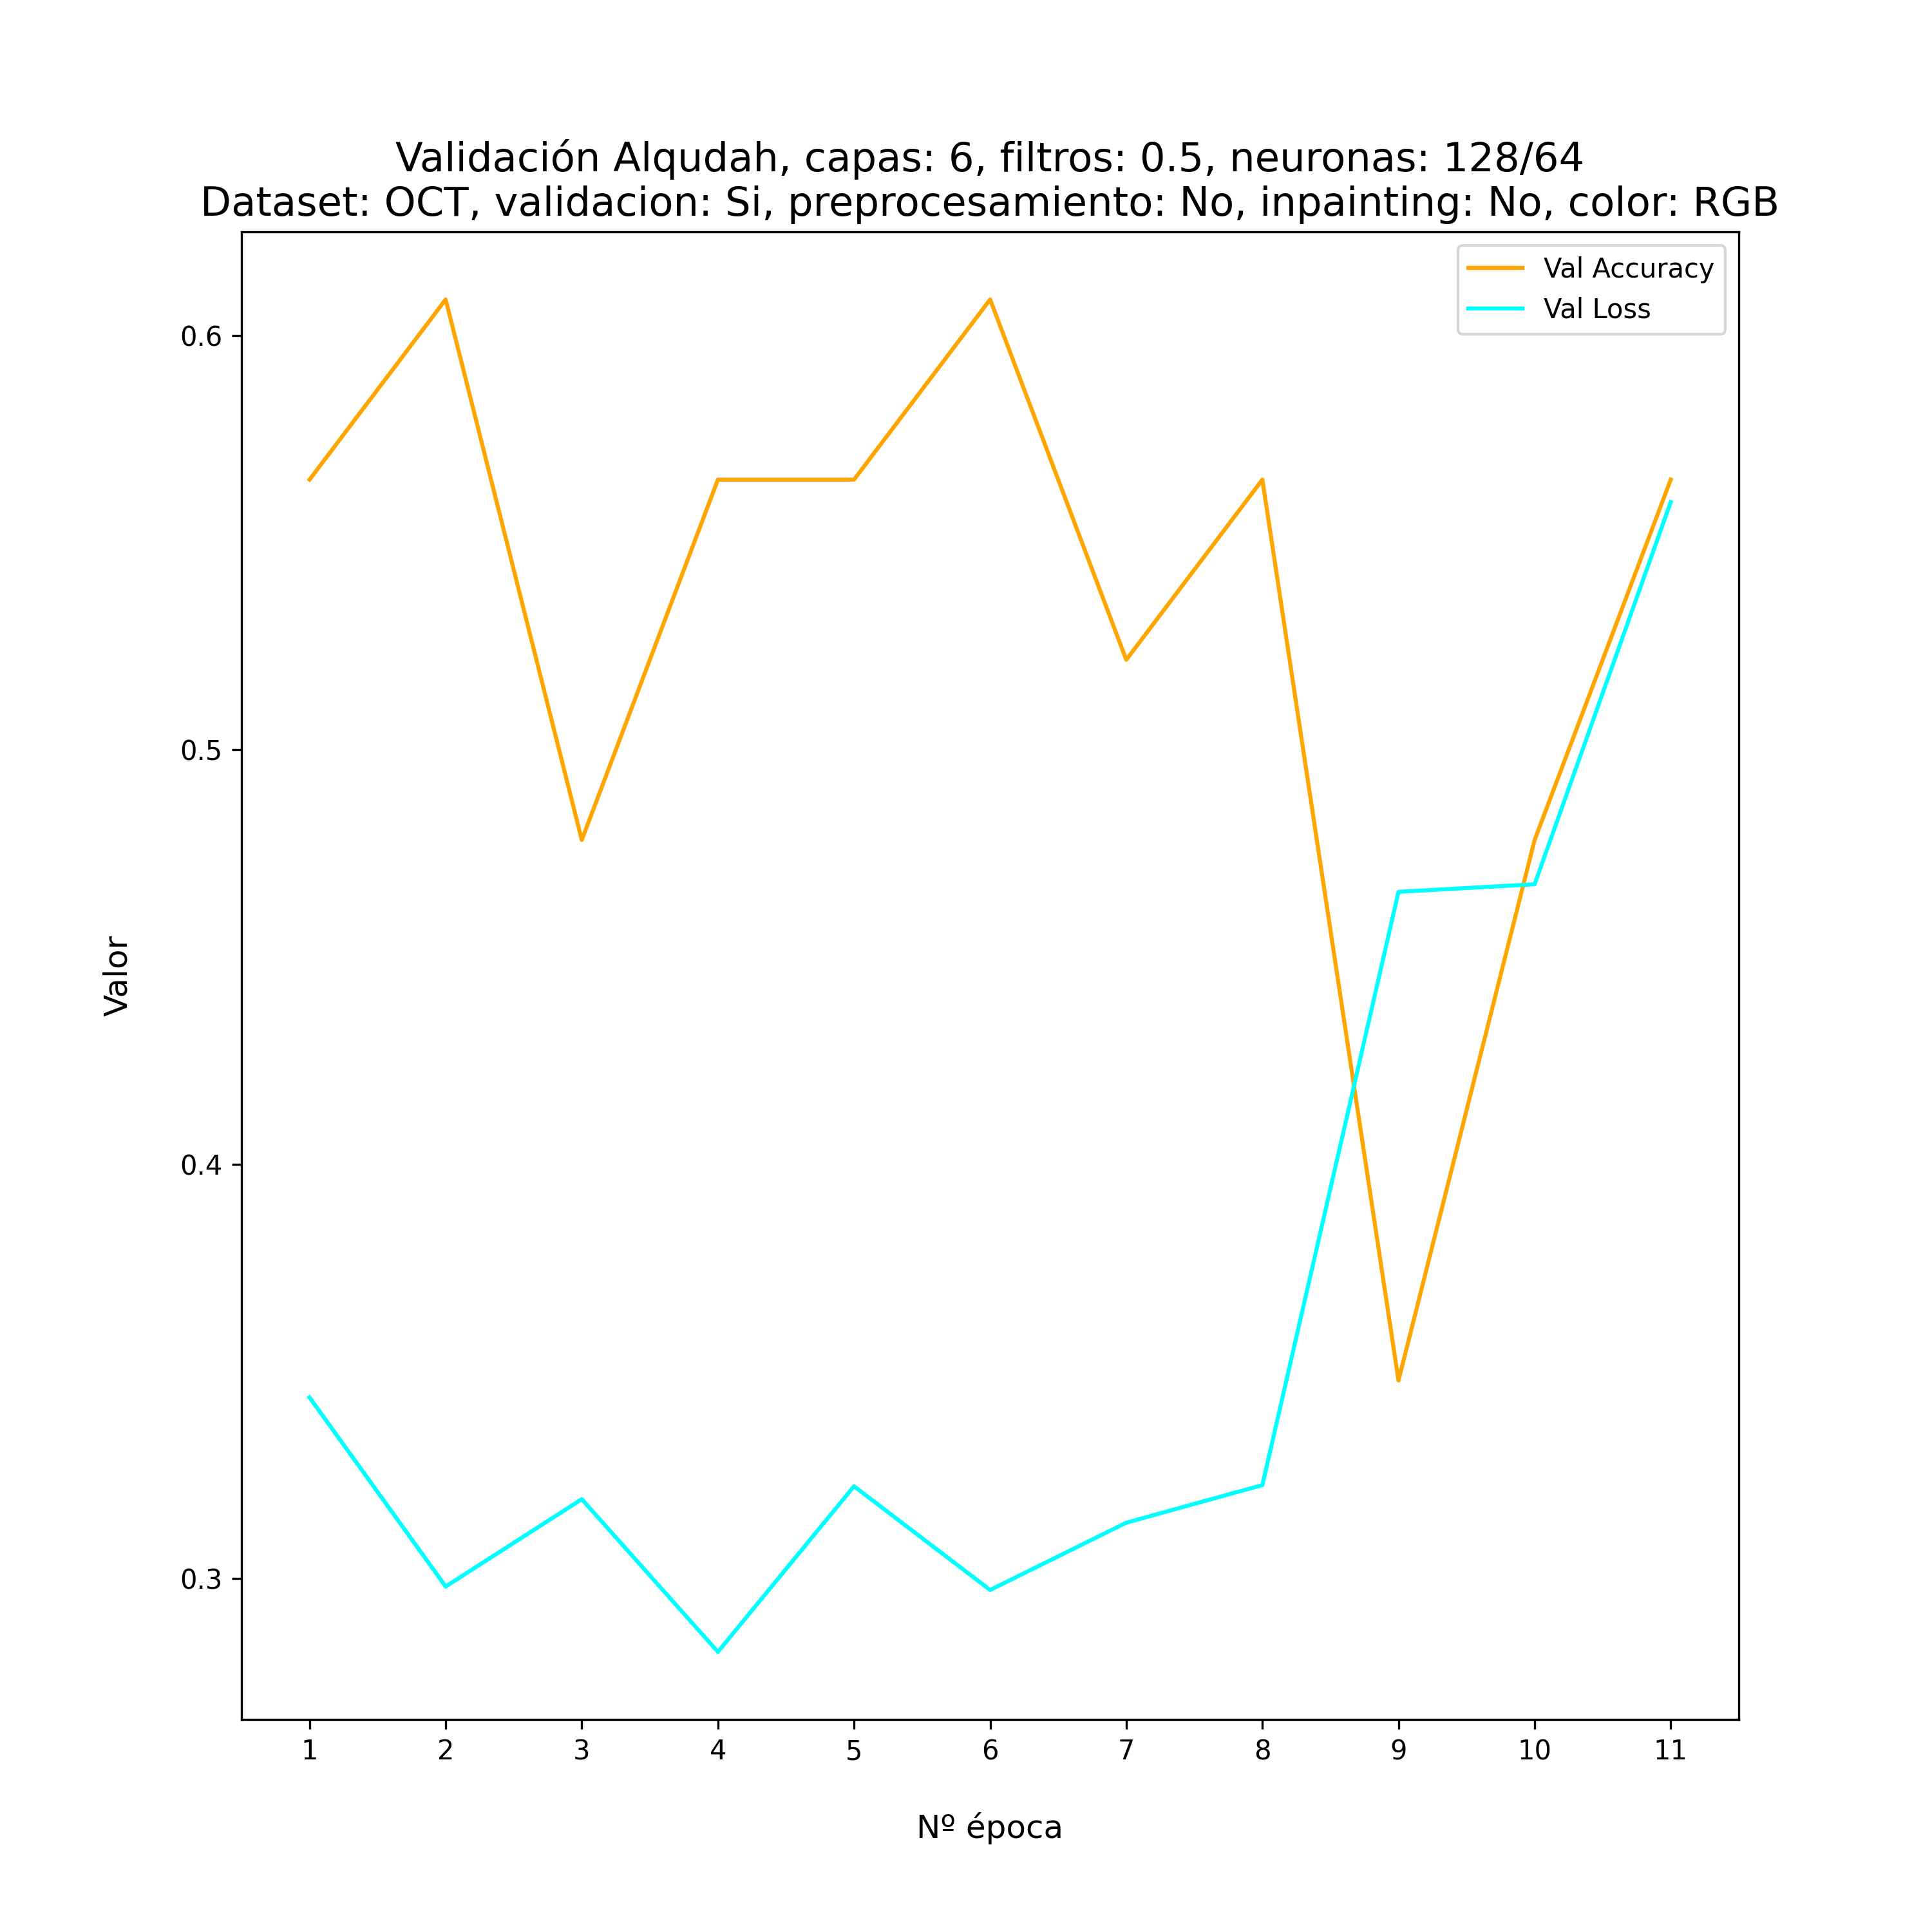 Validación Alqudah, capas: 6, filtros: 0.5, neuronas: 128/64
Dataset: OCT, validacion: Si, preprocesamiento: No, inpainting: No, color: RGB
Val Accuracy
Val Loss
0.6
0.5
0.4
0.3
Valor
1 2 3 4 5 6 7 8 9 10 11
Nº época